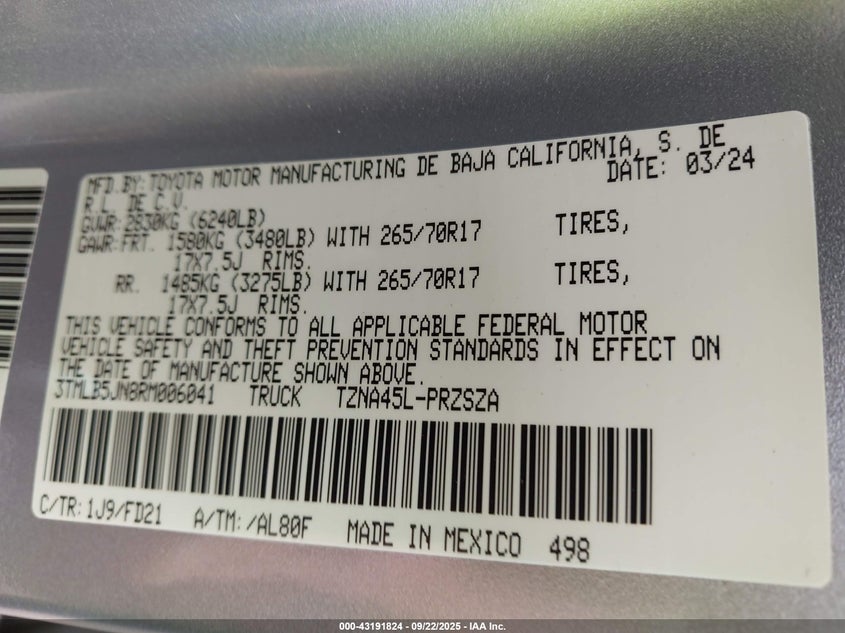 MFD.BY:TOYOTA MOTOR MANUFACTURING DE BAJA CALIFORNIA, S. DE
R.L. DE C.V. DATE: 03/24
GVWR:2830KG (6240LB)
GAWR:FRT. 1580KG (3480LB) WITH 265/70R17 TIRES,
17X7.5J RIMS.
RR. 1485KG (3275LB) WITH 265/70R17 TIRES,
17X7.5J RIMS.
THIS VEHICLE CONFORMS TO ALL APPLICABLE FEDERAL MOTOR
VEHICLE SAFETY AND THEFT PREVENTION STANDARDS IN EFFECT ON
THE DATE OF MANUFACTURE SHOWN ABOVE.
3TMLB5JN8RM006041 TRUCK TZNA45L-PRZSZA
C/TR:1J9/FD21 A/TM:/AL80F MADE IN MEXICO 498
000-43191824 | 09/22/2025 | IAA Inc.